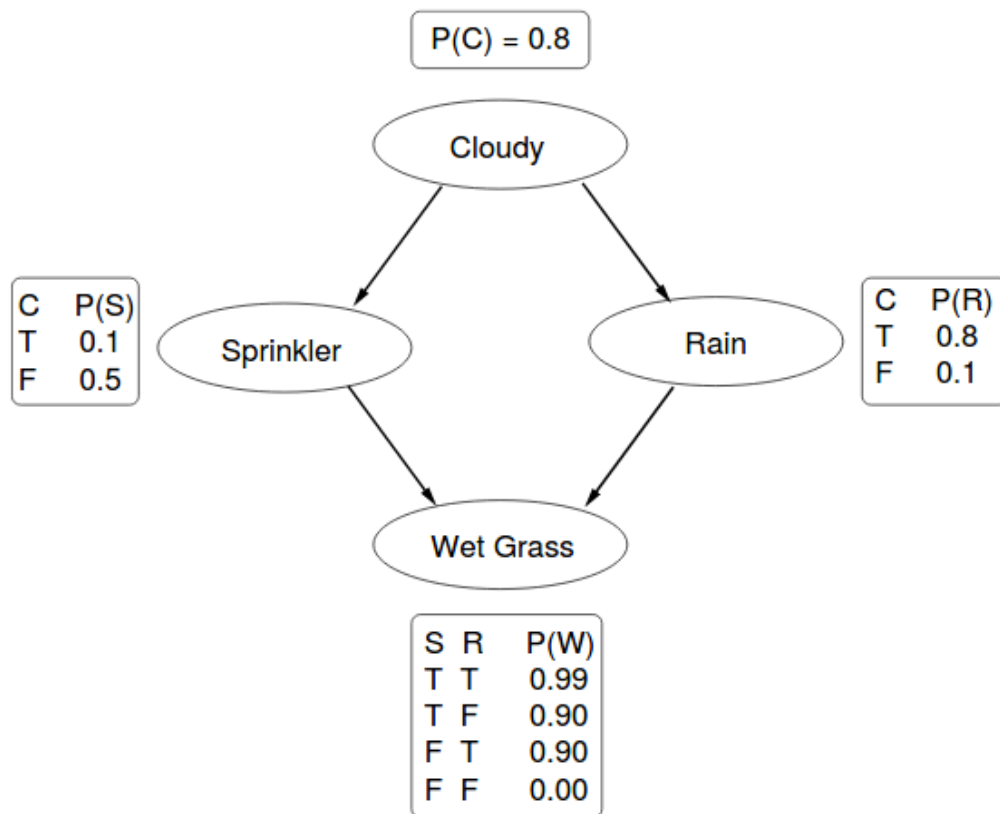 P(C) = 0.8
Cloudy
C P(S)
T 0.1
F 0.5
Sprinkler
Rain
C P(R)
T 0.8
F 0.1
Wet Grass
S R P(W)
T T 0.99
T F 0.90
F T 0.90
F F 0.00